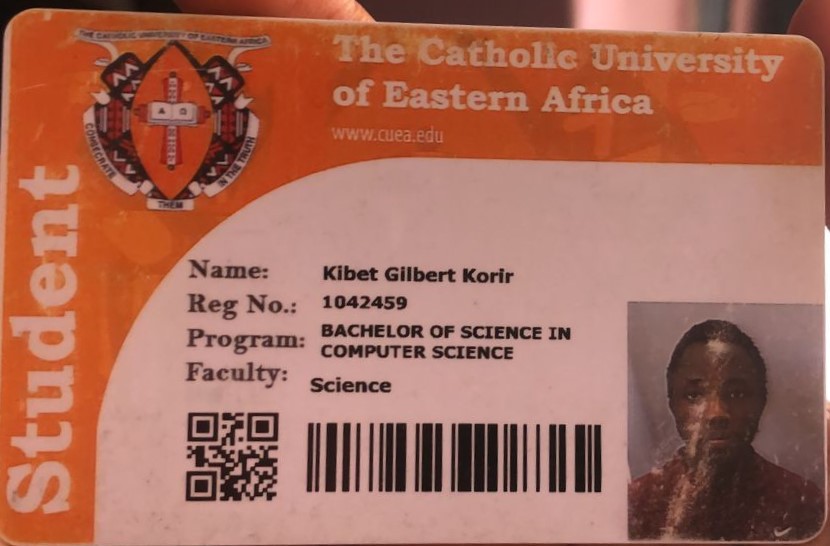 THE CATHOLIC UNIVERSITY OF EASTERN AFRICA
CONSECRATE
THEM
IN THE TRUTH
A Ω
The Catholic University
of Eastern Africa
www.cuea.edu
Student
Name: Kibet Gilbert Korir
Reg No.: 1042459
Program: BACHELOR OF SCIENCE IN
COMPUTER SCIENCE
Faculty: Science